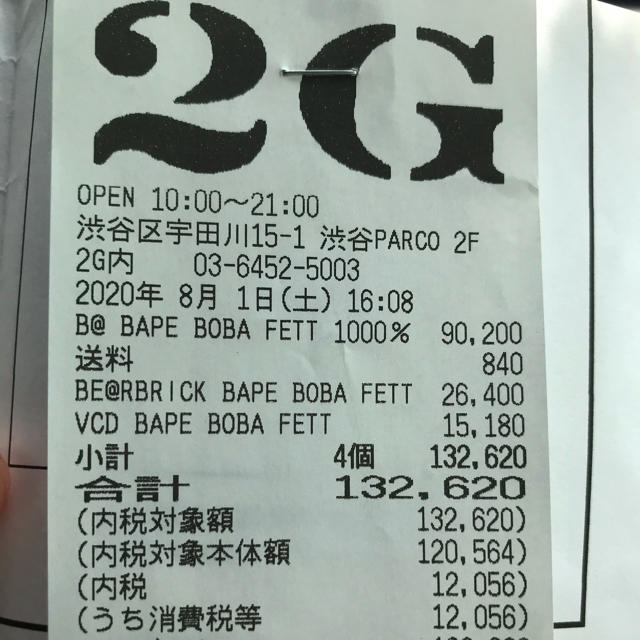 2G
OPEN 10:00〜21:00
渋谷区宇田川15-1 渋谷PARCO 2F
2G内 03-6452-5003
2020年 8月 1日(土) 16:08
B@ BAPE BOBA FETT 1000% 90,200
送料 840
BE@RBRICK BAPE BOBA FETT 26,400
VCD BAPE BOBA FETT 15,180
小計 4個 132,620
合計 132,620
(内税対象額 132,620)
(内税対象本体額 120,564)
(内税 12,056)
(うち消費税等 12,056)